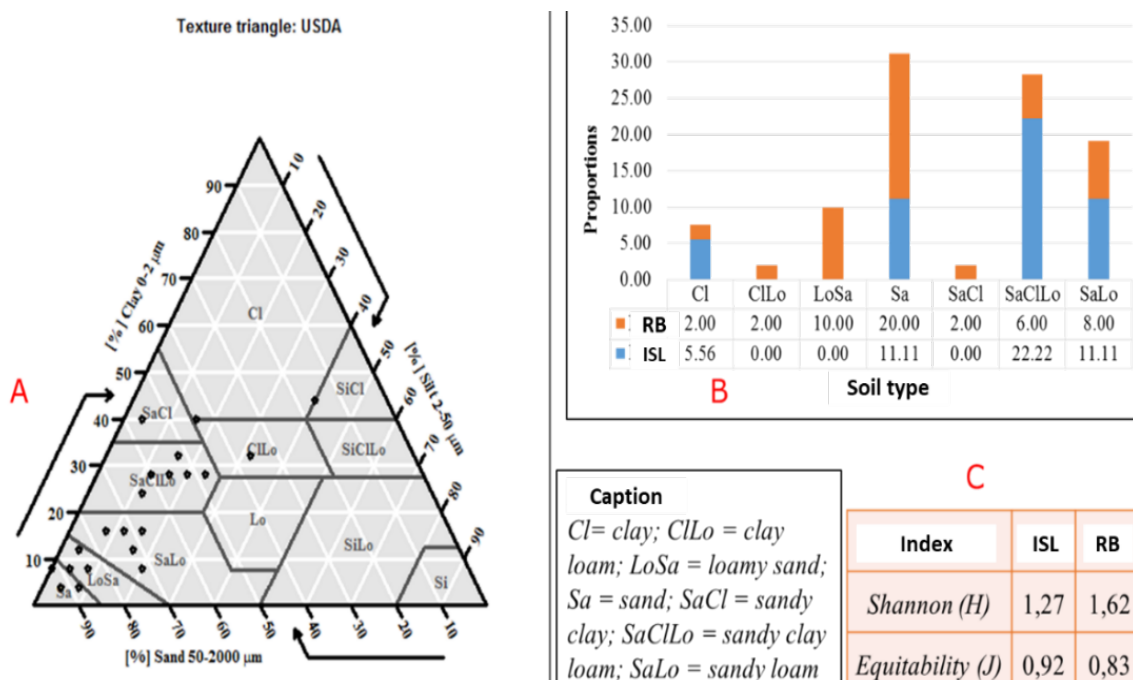 Texture triangle: USDA
[%] Clay 0-2 µm
90
80
70
60
50
40
30
20
10
10
20
30
40
50
60
70
80
90
[%] Silt 2-50 µm
Cl
SaCl
SiCl
ClLo
SiClLo
SaClLo
Lo
SaLo
SiLo
LoSa
Sa
Si
90
80
70
60
50
40
30
20
10
[%] Sand 50-2000 µm
A
Proportions
35.00
30.00
25.00
20.00
15.00
10.00
5.00
0.00
Cl ClLo LoSa Sa SaCl SaClLo SaLo
RB 2.00 2.00 10.00 20.00 2.00 6.00 8.00
ISL 5.56 0.00 0.00 11.11 0.00 22.22 11.11
B
Soil type
Caption
Cl= clay; ClLo = clay
loam; LoSa = loamy sand;
Sa = sand; SaCl = sandy
clay; SaClLo = sandy clay
loam; SaLo = sandy loam
C
Index ISL RB
Shannon (H) 1,27 1,62
Equitability (J) 0,92 0,83